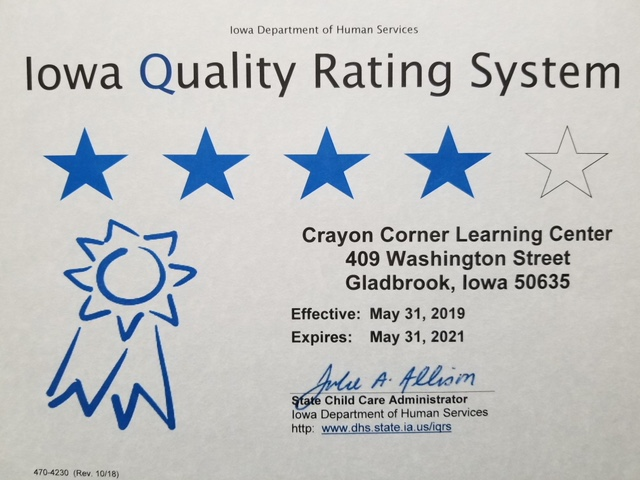 Iowa Department of Human Services
Iowa Quality Rating System
Crayon Corner Learning Center
409 Washington Street
Gladbrook, Iowa 50635
Effective: May 31, 2019
Expires: May 31, 2021
Julie A. Allison
State Child Care Administrator
Iowa Department of Human Services
http: www.dhs.state.ia.us/iqrs
470-4230 (Rev. 10/18)